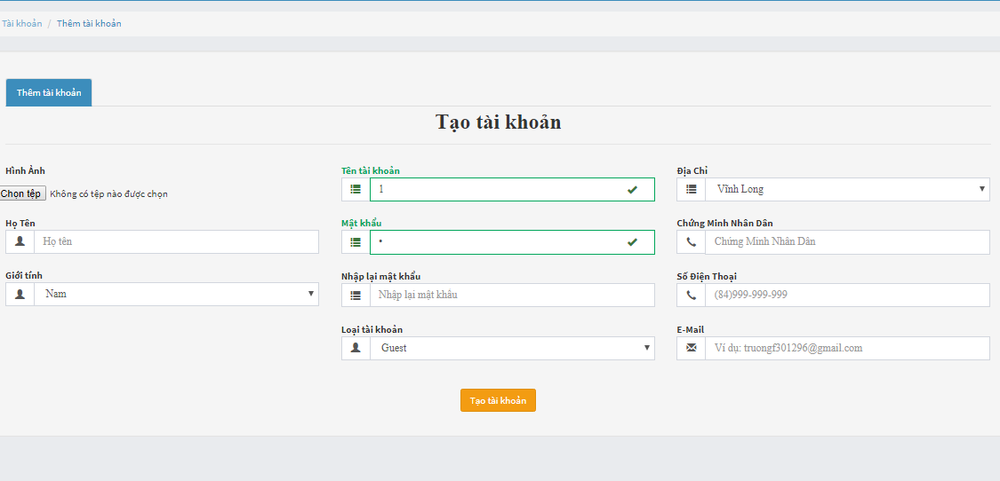 Tài khoản / Thêm tài khoản
Thêm tài khoản
Tạo tài khoản
Hình Ảnh
Chọn tệp Không có tệp nào được chọn
Họ Tên
Họ tên
Giới tính
Nam
Tên tài khoản
1
Mật khẩu
•
Nhập lại mật khẩu
Nhập lại mật khẩu
Loại tài khoản
Guest
Địa Chỉ
Vĩnh Long
Chứng Minh Nhân Dân
Chứng Minh Nhân Dân
Số Điện Thoại
(84)999-999-999
E-Mail
Ví dụ: truongf301296@gmail.com
Tạo tài khoản